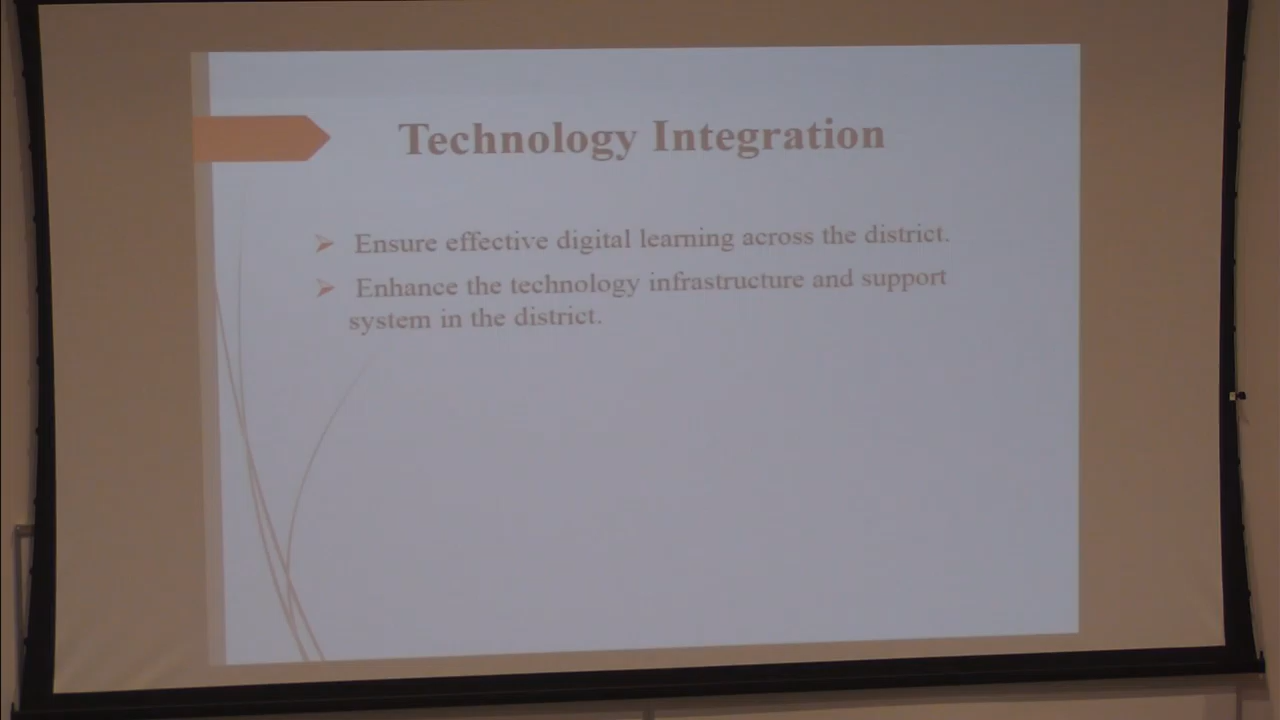 Technology Integration
Ensure effective digital learning across the district.
Enhance the technology infrastructure and support
system in the district.